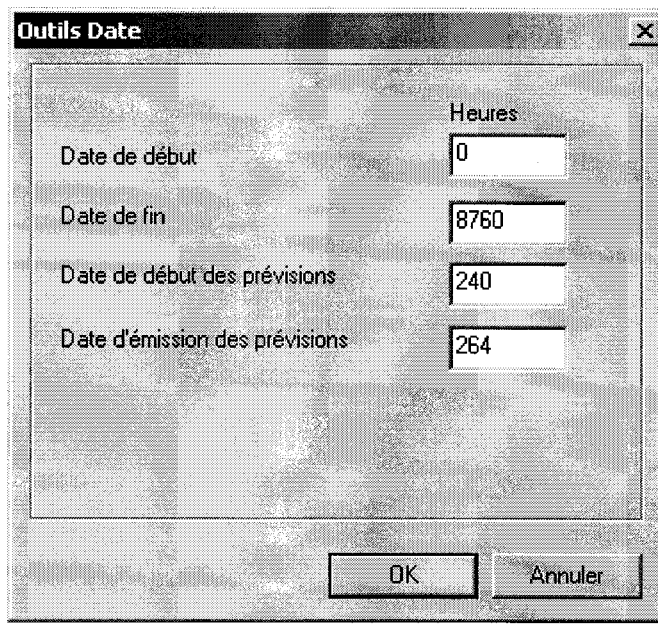 Outils Date
Heures
Date de début 0
Date de fin 8760
Date de début des prévisions 240
Date d'émission des prévisions 264
OK Annuler